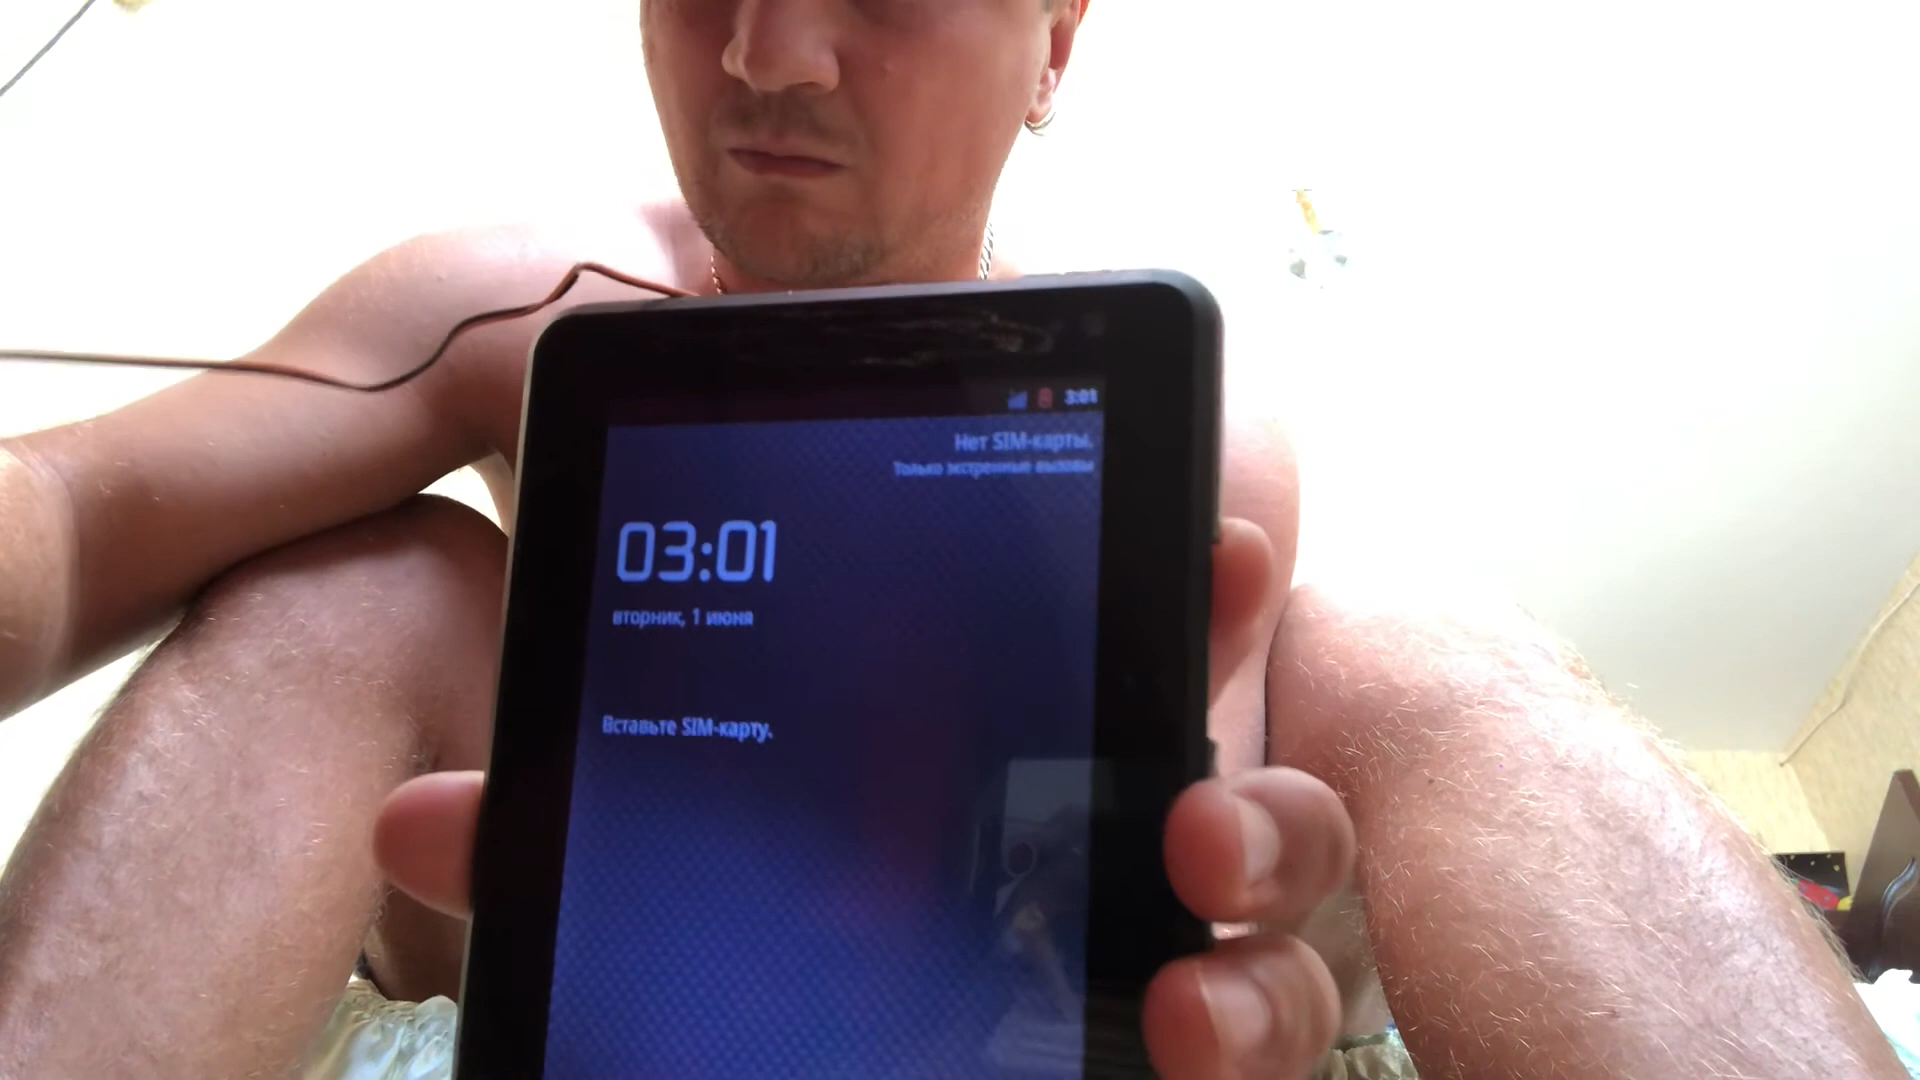 3:01
Нет SIM-карты.
Только экстренные вызовы
03:01
вторник, 1 июня
Вставьте SIM-карту.